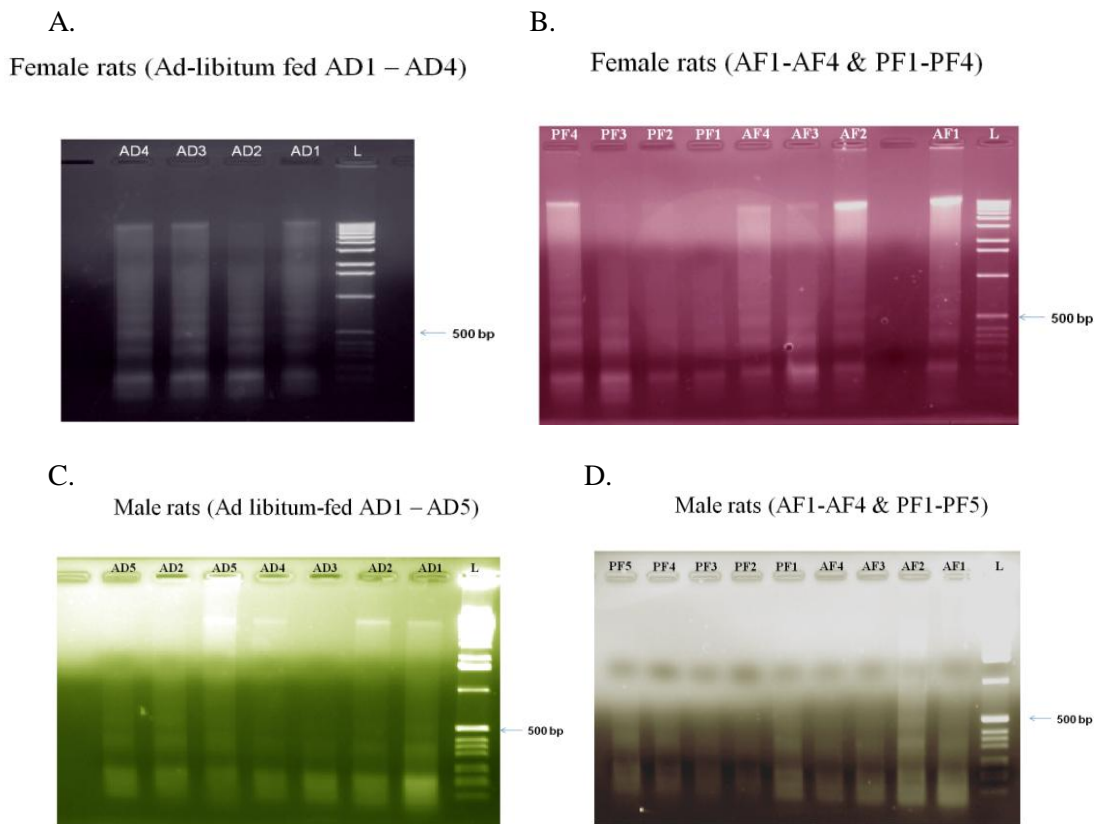 A.
Female rats (Ad-libitum fed AD1 – AD4)
AD4 AD3 AD2 AD1 L
500 bp
B.
Female rats (AF1-AF4 & PF1-PF4)
PF4 PF3 PF2 PF1 AF4 AF3 AF2 AF1 L
500 bp
C.
Male rats (Ad libitum-fed AD1 – AD5)
AD5 AD2 AD5 AD4 AD3 AD2 AD1 L
500 bp
D.
Male rats (AF1-AF4 & PF1-PF5)
PF5 PF4 PF3 PF2 PF1 AF4 AF3 AF2 AF1 L
500 bp